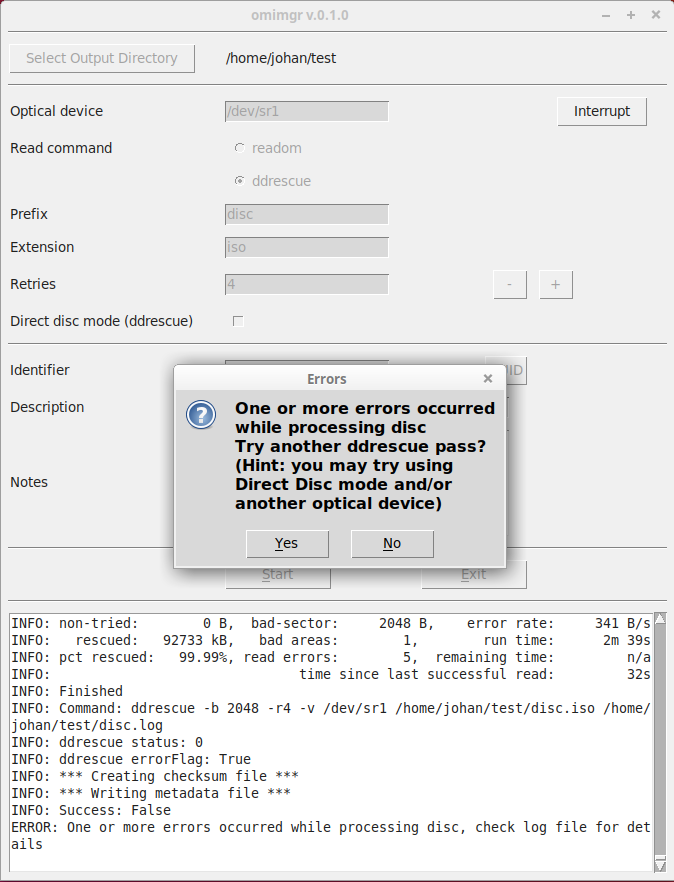 omimgr v.0.1.0
Select Output Directory /home/johan/test
Optical device /dev/sr1 Interrupt
Read command readom
ddrescue
Prefix disc
Extension iso
Retries 4 - +
Direct disc mode (ddrescue)
Identifier
Description
Notes
Errors
One or more errors occurred
while processing disc
Try another ddrescue pass?
(Hint: you may try using
Direct Disc mode and/or
another optical device)
Yes No
Start Exit
INFO: non-tried: 0 B, bad-sector: 2048 B, error rate: 341 B/s
INFO: rescued: 92733 kB, bad areas: 1, run time: 2m 39s
INFO: pct rescued: 99.99%, read errors: 5, remaining time: n/a
INFO: time since last successful read: 32s
INFO: Finished
INFO: Command: ddrescue -b 2048 -r4 -v /dev/sr1 /home/johan/test/disc.iso /home/
johan/test/disc.log
INFO: ddrescue status: 0
INFO: ddrescue errorFlag: True
INFO: *** Creating checksum file ***
INFO: *** Writing metadata file ***
INFO: Success: False
ERROR: One or more errors occurred while processing disc, check log file for det
ails